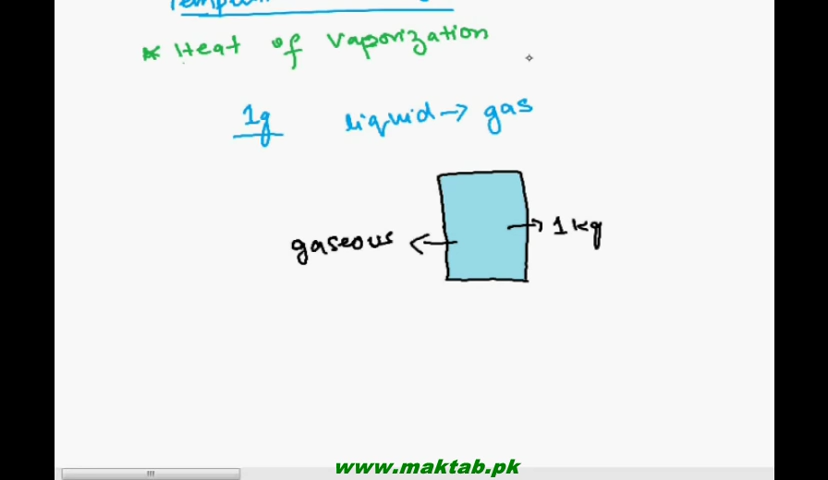 * Heat of vaporization
1g liquid → gas
gaseous ← → 1kg
www.maktab.pk